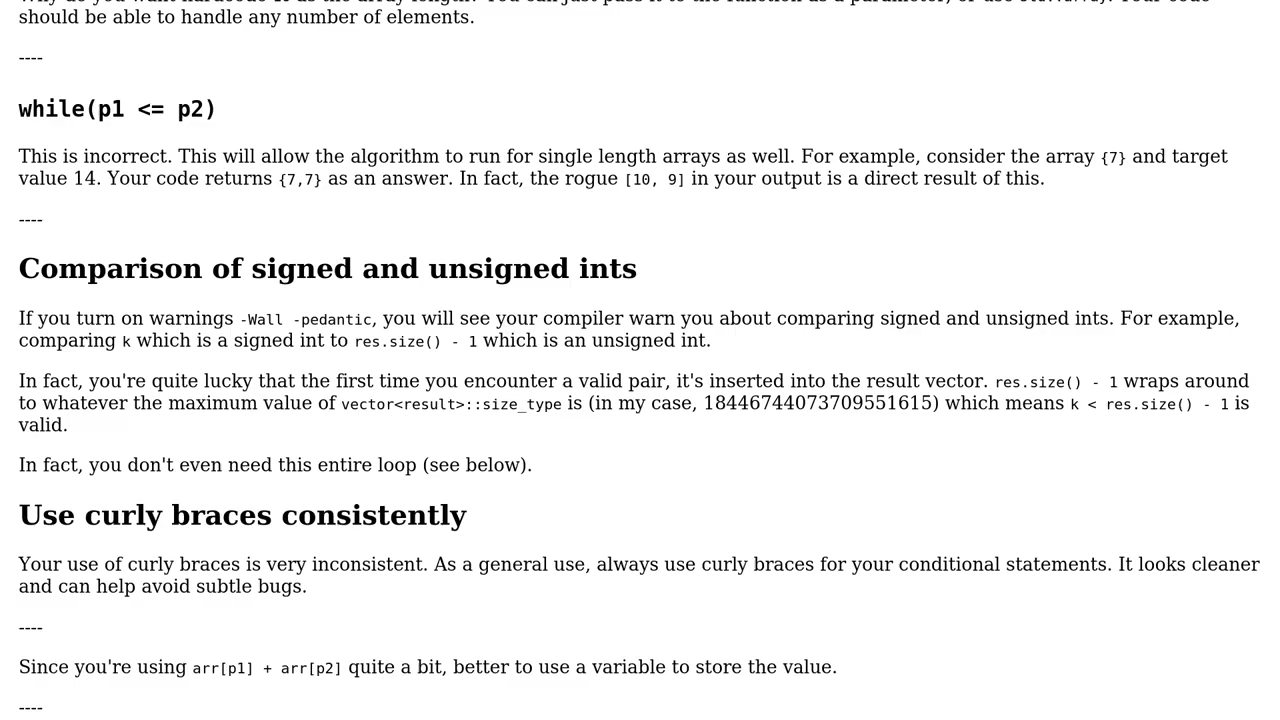 should be able to handle any number of elements.
----
while(p1 <= p2)
This is incorrect. This will allow the algorithm to run for single length arrays as well. For example, consider the array {7} and target
value 14. Your code returns {7,7} as an answer. In fact, the rogue [10, 9] in your output is a direct result of this.
----
Comparison of signed and unsigned ints
If you turn on warnings -Wall -pedantic, you will see your compiler warn you about comparing signed and unsigned ints. For example,
comparing k which is a signed int to res.size() - 1 which is an unsigned int.
In fact, you're quite lucky that the first time you encounter a valid pair, it's inserted into the result vector. res.size() - 1 wraps around
to whatever the maximum value of vector<result>::size_type is (in my case, 18446744073709551615) which means k < res.size() - 1 is
valid.
In fact, you don't even need this entire loop (see below).
Use curly braces consistently
Your use of curly braces is very inconsistent. As a general use, always use curly braces for your conditional statements. It looks cleaner
and can help avoid subtle bugs.
----
Since you're using arr[p1] + arr[p2] quite a bit, better to use a variable to store the value.
----